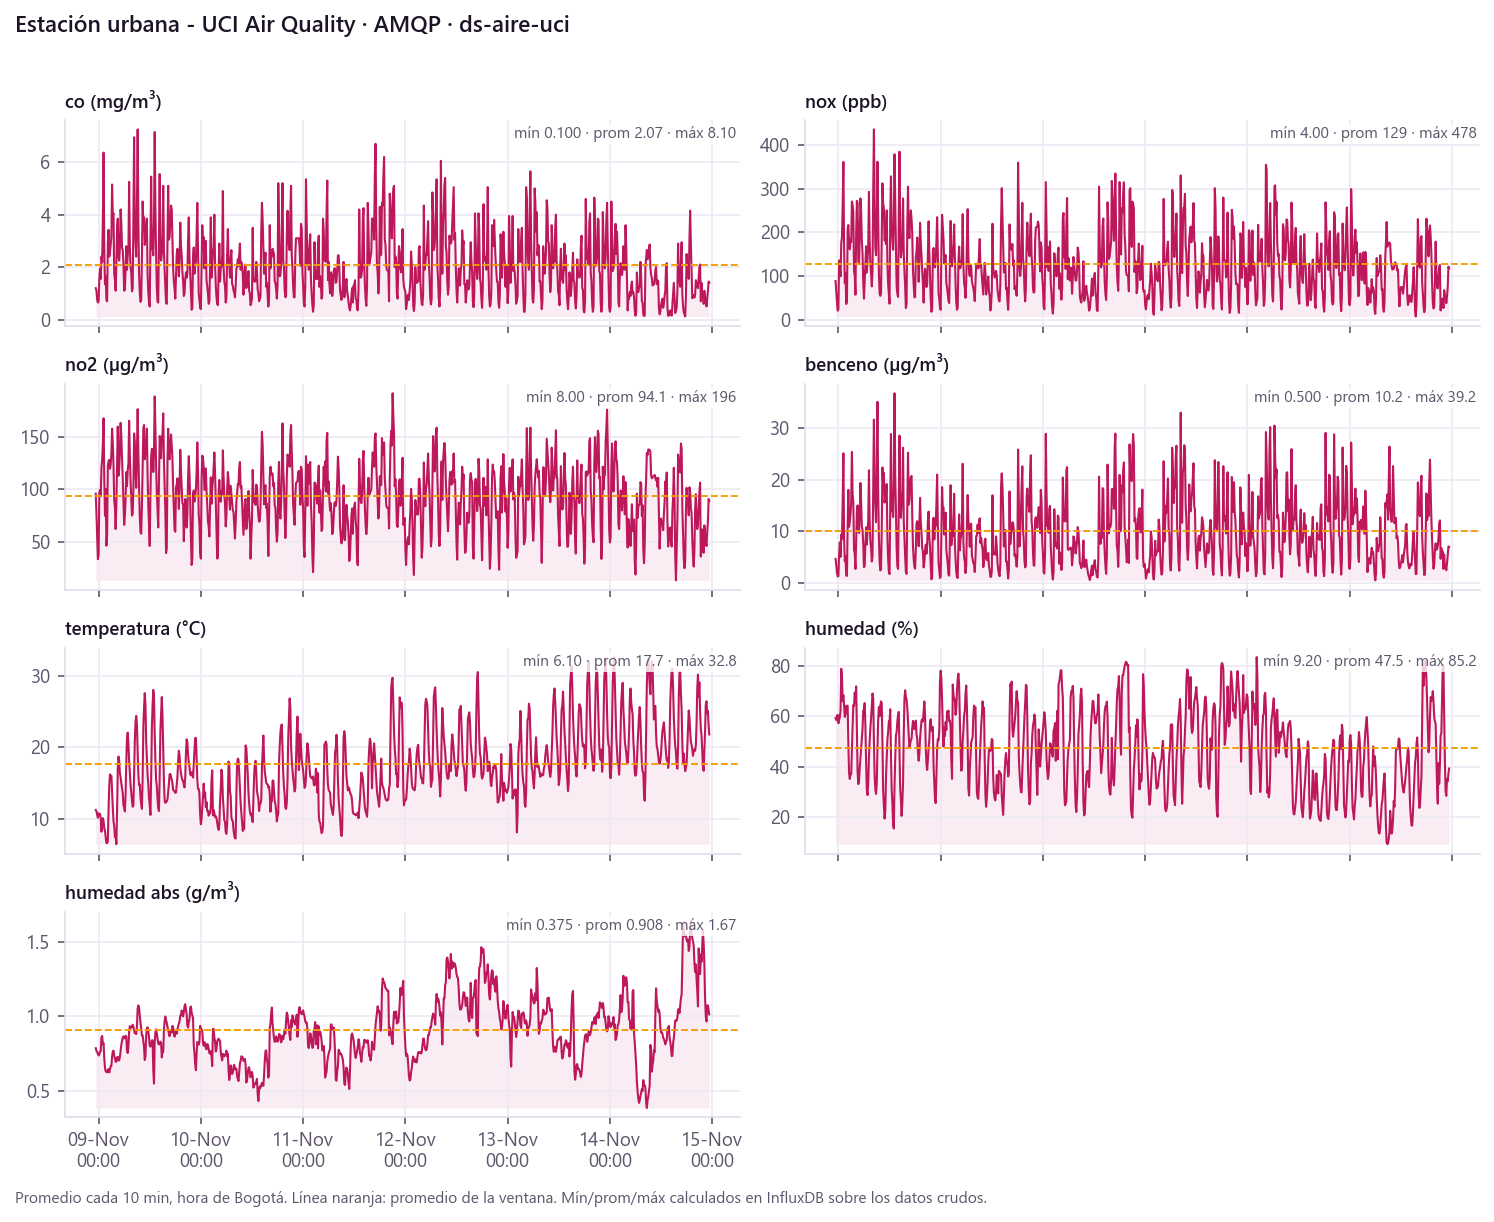 Estación urbana - UCI Air Quality · AMQP · ds-aire-uci
co (mg/m³)
mín 0.100 · prom 2.07 · máx 8.10
6
4
2
0
nox (ppb)
mín 4.00 · prom 129 · máx 478
400
300
200
100
0
no2 (µg/m³)
mín 8.00 · prom 94.1 · máx 196
150
100
50
benceno (µg/m³)
mín 0.500 · prom 10.2 · máx 39.2
30
20
10
0
temperatura (°C)
mín 6.10 · prom 17.7 · máx 32.8
30
20
10
humedad (%)
mín 9.20 · prom 47.5 · máx 85.2
80
60
40
20
humedad abs (g/m³)
mín 0.375 · prom 0.908 · máx 1.67
1.5
1.0
0.5
09-Nov 10-Nov 11-Nov 12-Nov 13-Nov 14-Nov 15-Nov
00:00 00:00 00:00 00:00 00:00 00:00 00:00
Promedio cada 10 min, hora de Bogotá. Línea naranja: promedio de la ventana. Mín/prom/máx calculados en InfluxDB sobre los datos crudos.